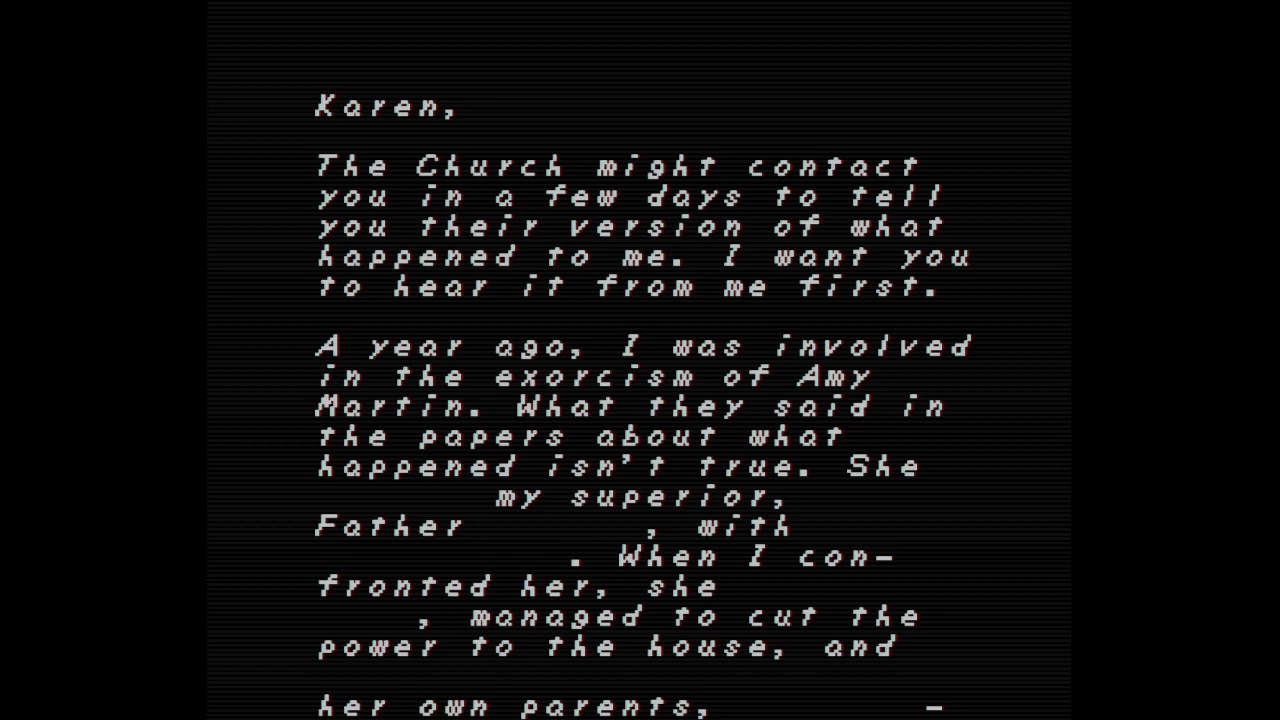 Karen,
The Church might contact
you in a few days to tell
you their version of what
happened to me. I want you
to hear it from me first.
A year ago, I was involved
in the exorcism of Amy
Martin. What they said in
the papers about what
happened isn't true. She
my superior,
Father , with
. When I con-
fronted her, she
, managed to cut the
power to the house, and
her own parents, -